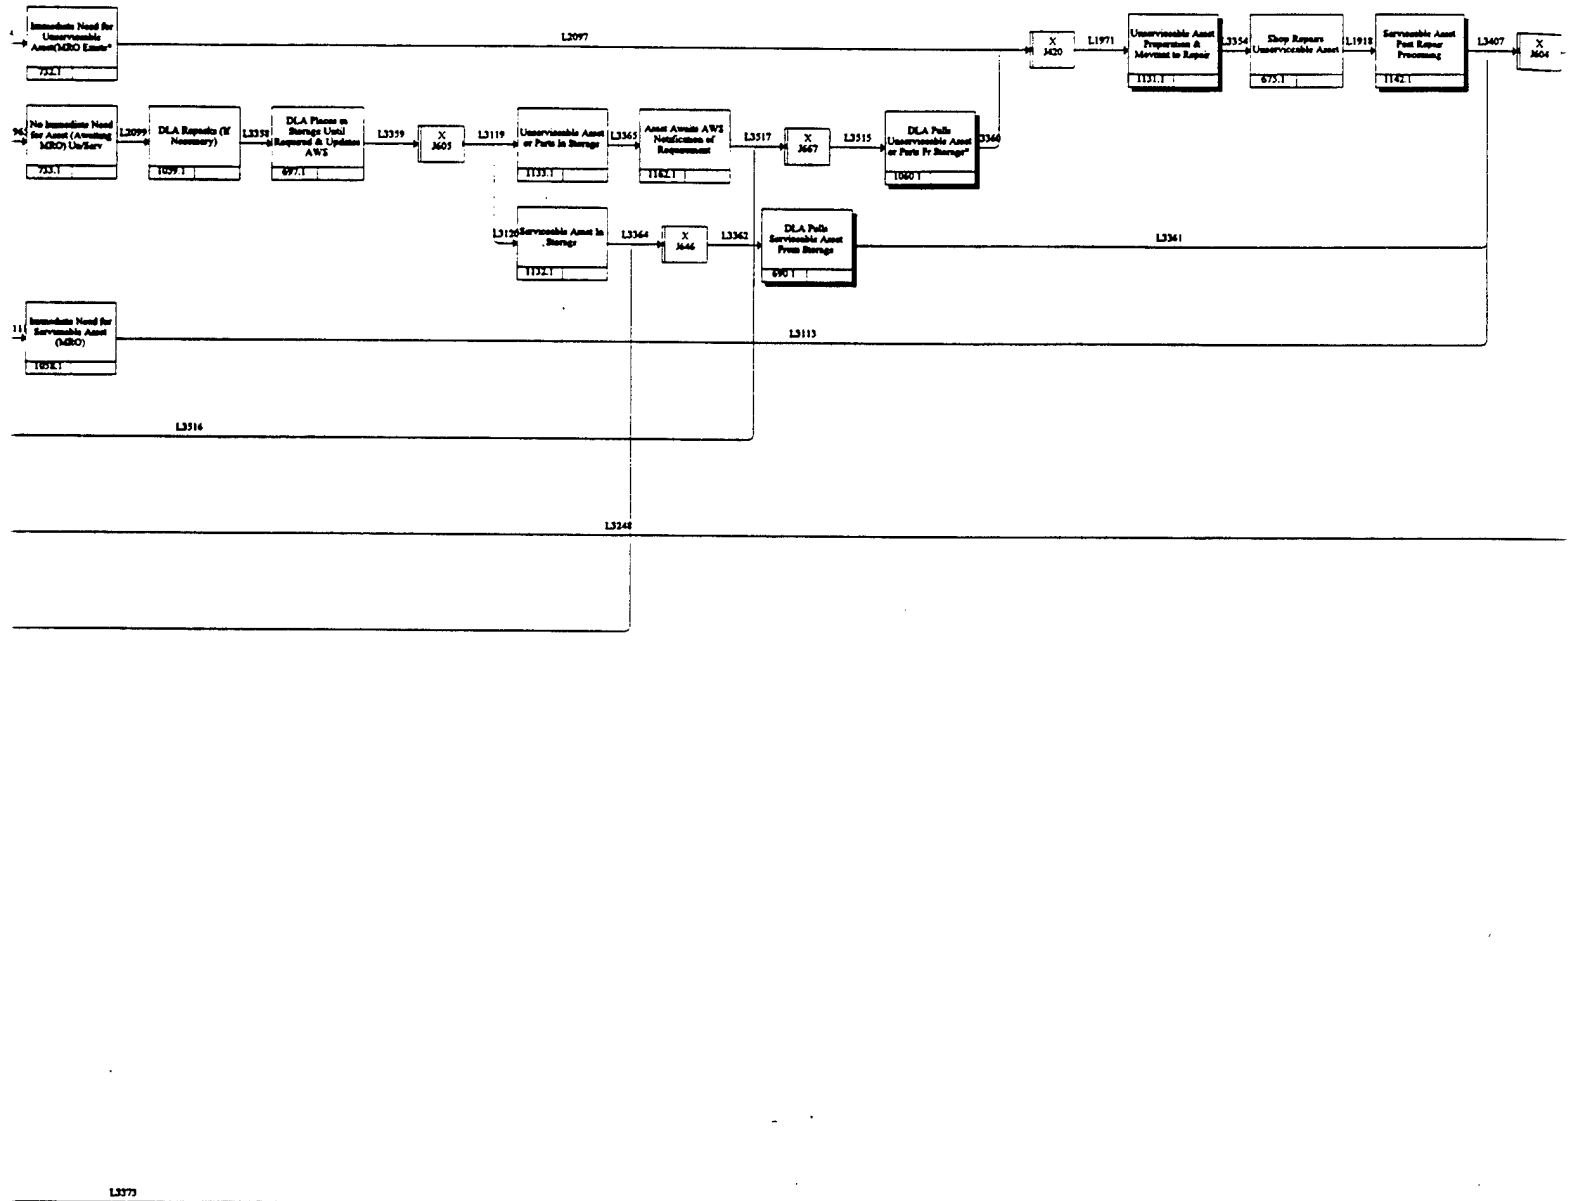 Immediate Need for
Unserviceable
Asset(MRO Exists*
732.1
L2097
X
J420
L1971
Unserviceable Asset
Preparation &
Movmnt to Repair
1131.1
L3354
Shop Repairs
Unserviceable Asset
675.1
L1918
Serviceable Asset
Post Repair
Processing
1142.1
L3407
X
J604
No Immediate Need
for Asset (Awaiting
MRO) Un/Serv
733.1
L2099
DLA Repacks (If
Necessary)
1059.1
L3358
DLA Places in
Storage Until
Required & Updates
AWS
697.1
L3359
X
J605
L3119
Unserviceable Asset
or Parts In Storage
1133.1
L3365
Asset Awaits AWS
Notification of
Requirement
1162.1
L3517
X
J667
L3515
DLA Pulls
Unserviceable Asset
or Parts Fr Storage*
1060.1
L3360
L3120
Serviceable Asset In
Storage
1132.1
L3364
X
J646
L3362
DLA Pulls
Serviceable Asset
From Storage
690.1
L3361
Immediate Need for
Serviceable Asset
(MRO)
1058.1
L3113
L3516
L3248
L3373